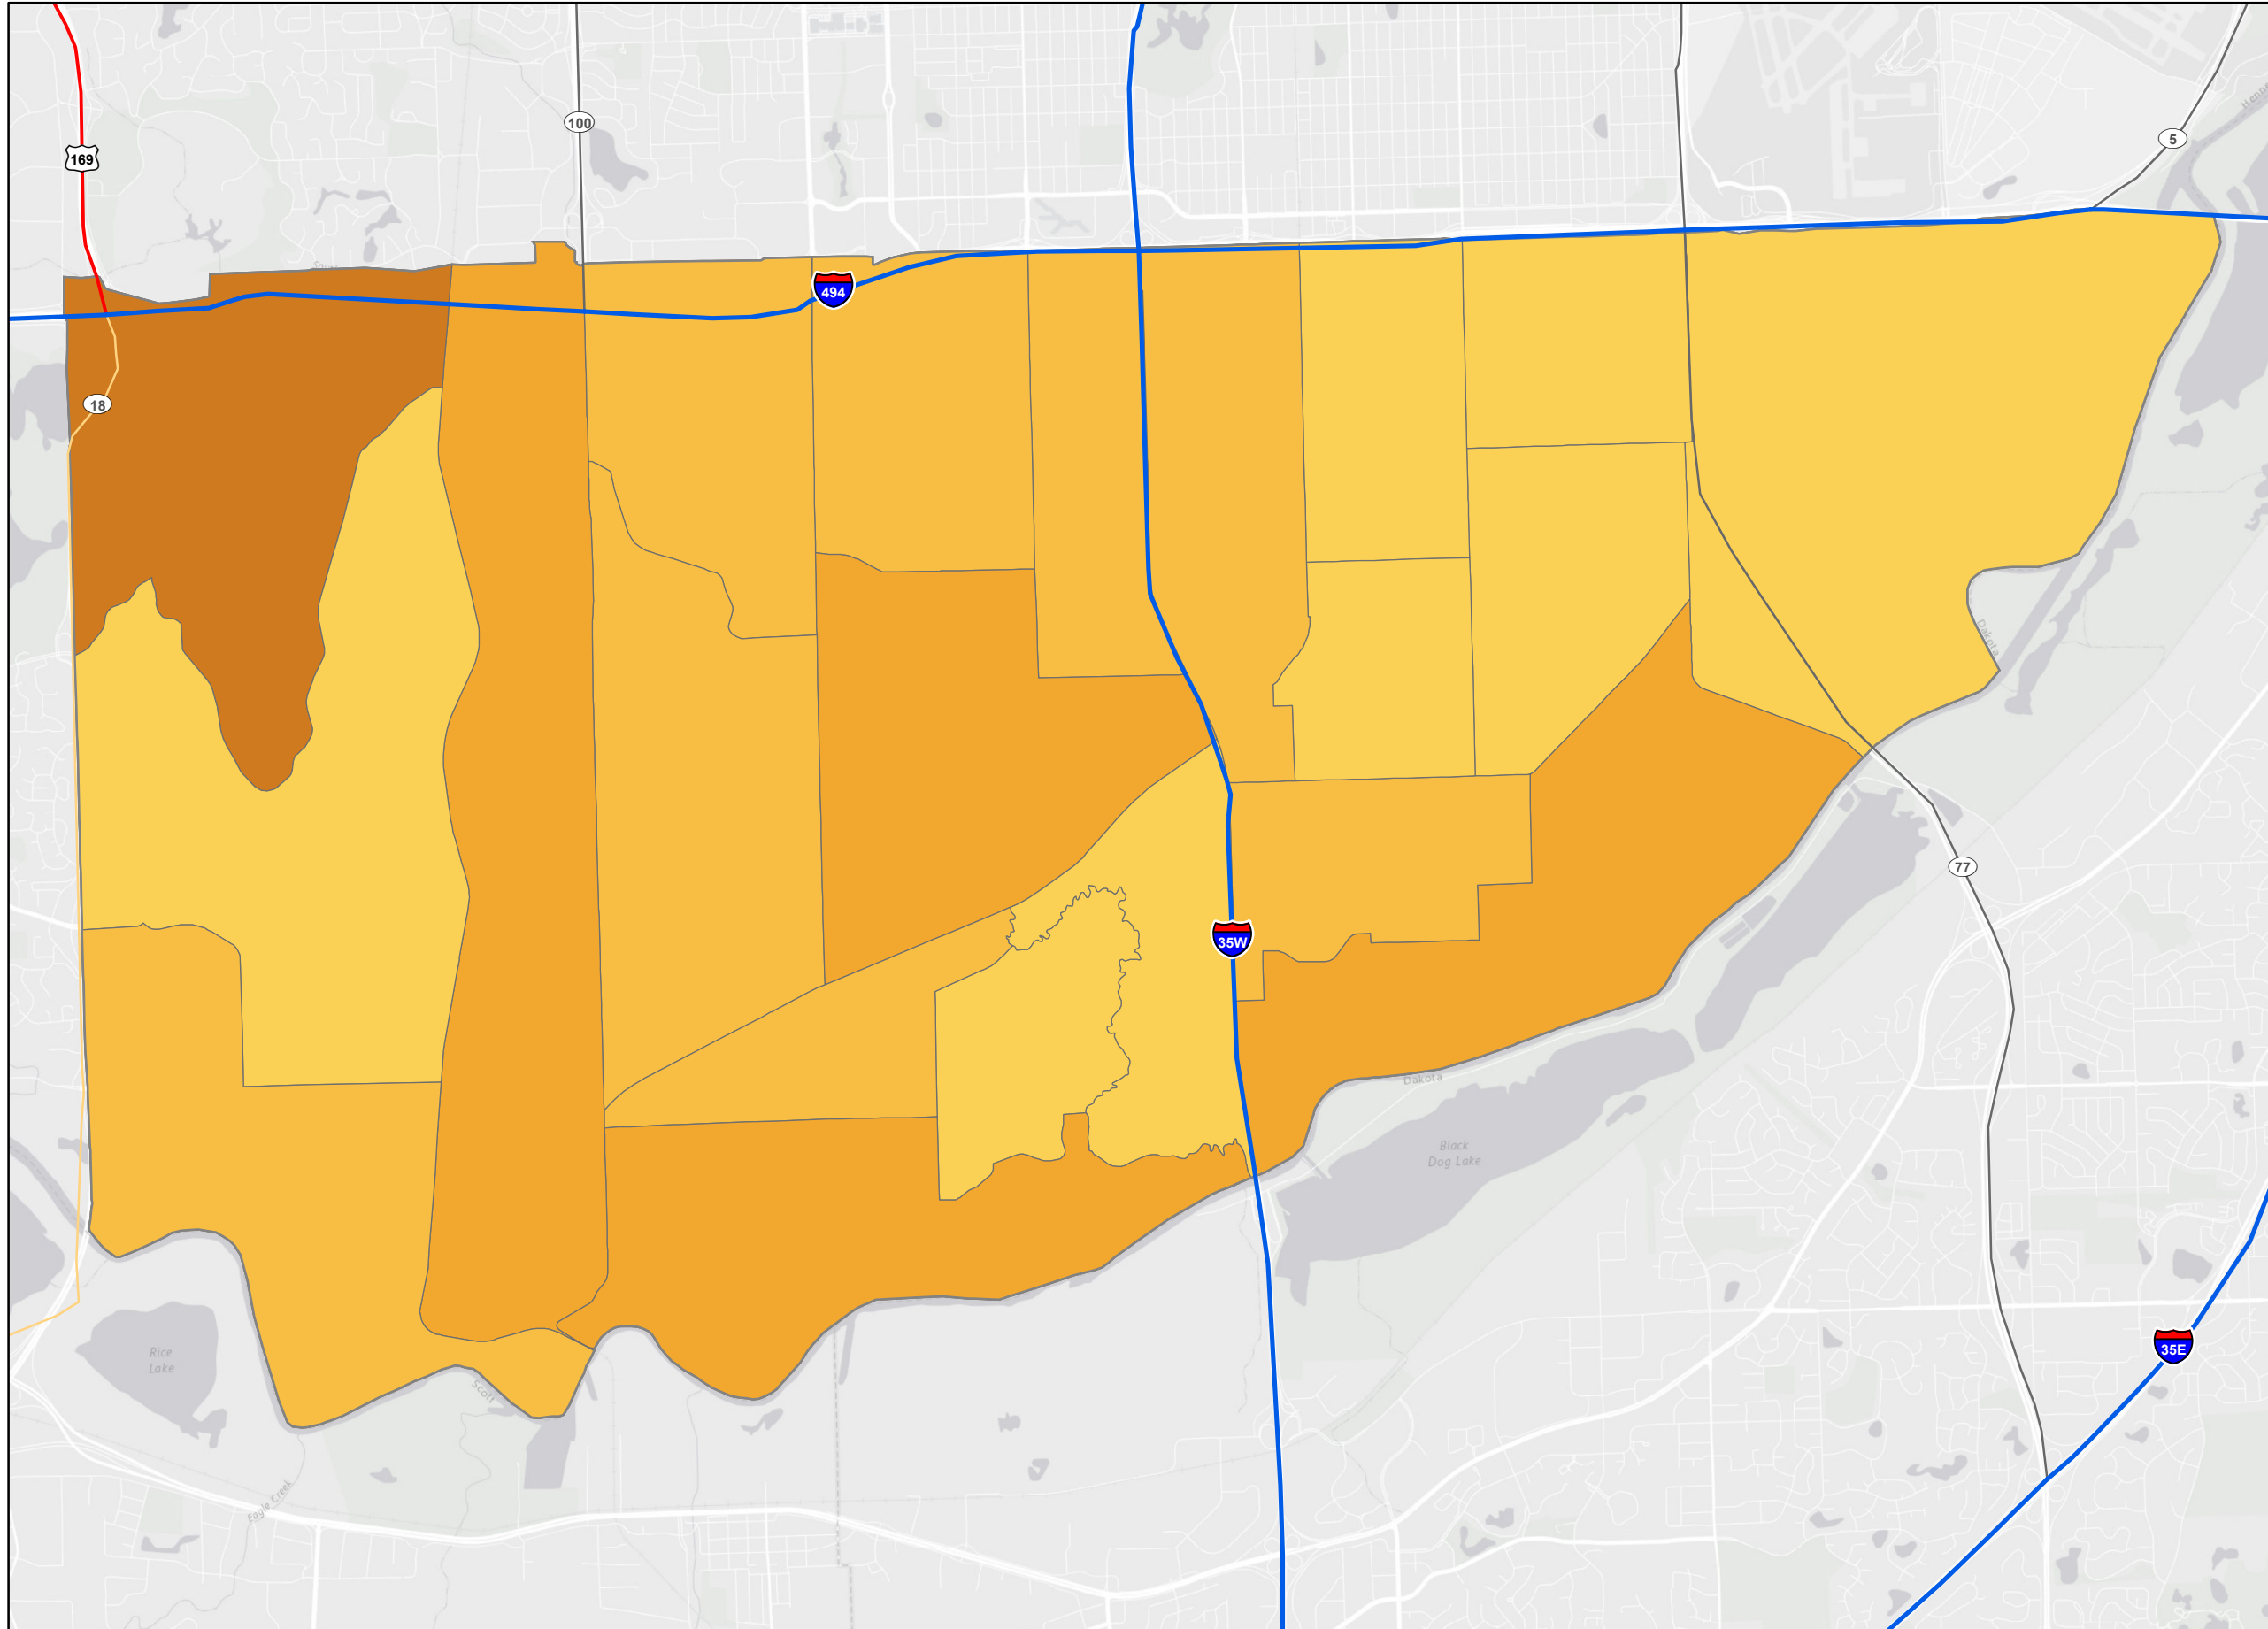 100
5
169
494
18
Dakota
77
35W
Dakota
Black
Dog Lake
35E
Rice
Lake
Scott
Eagle Creek